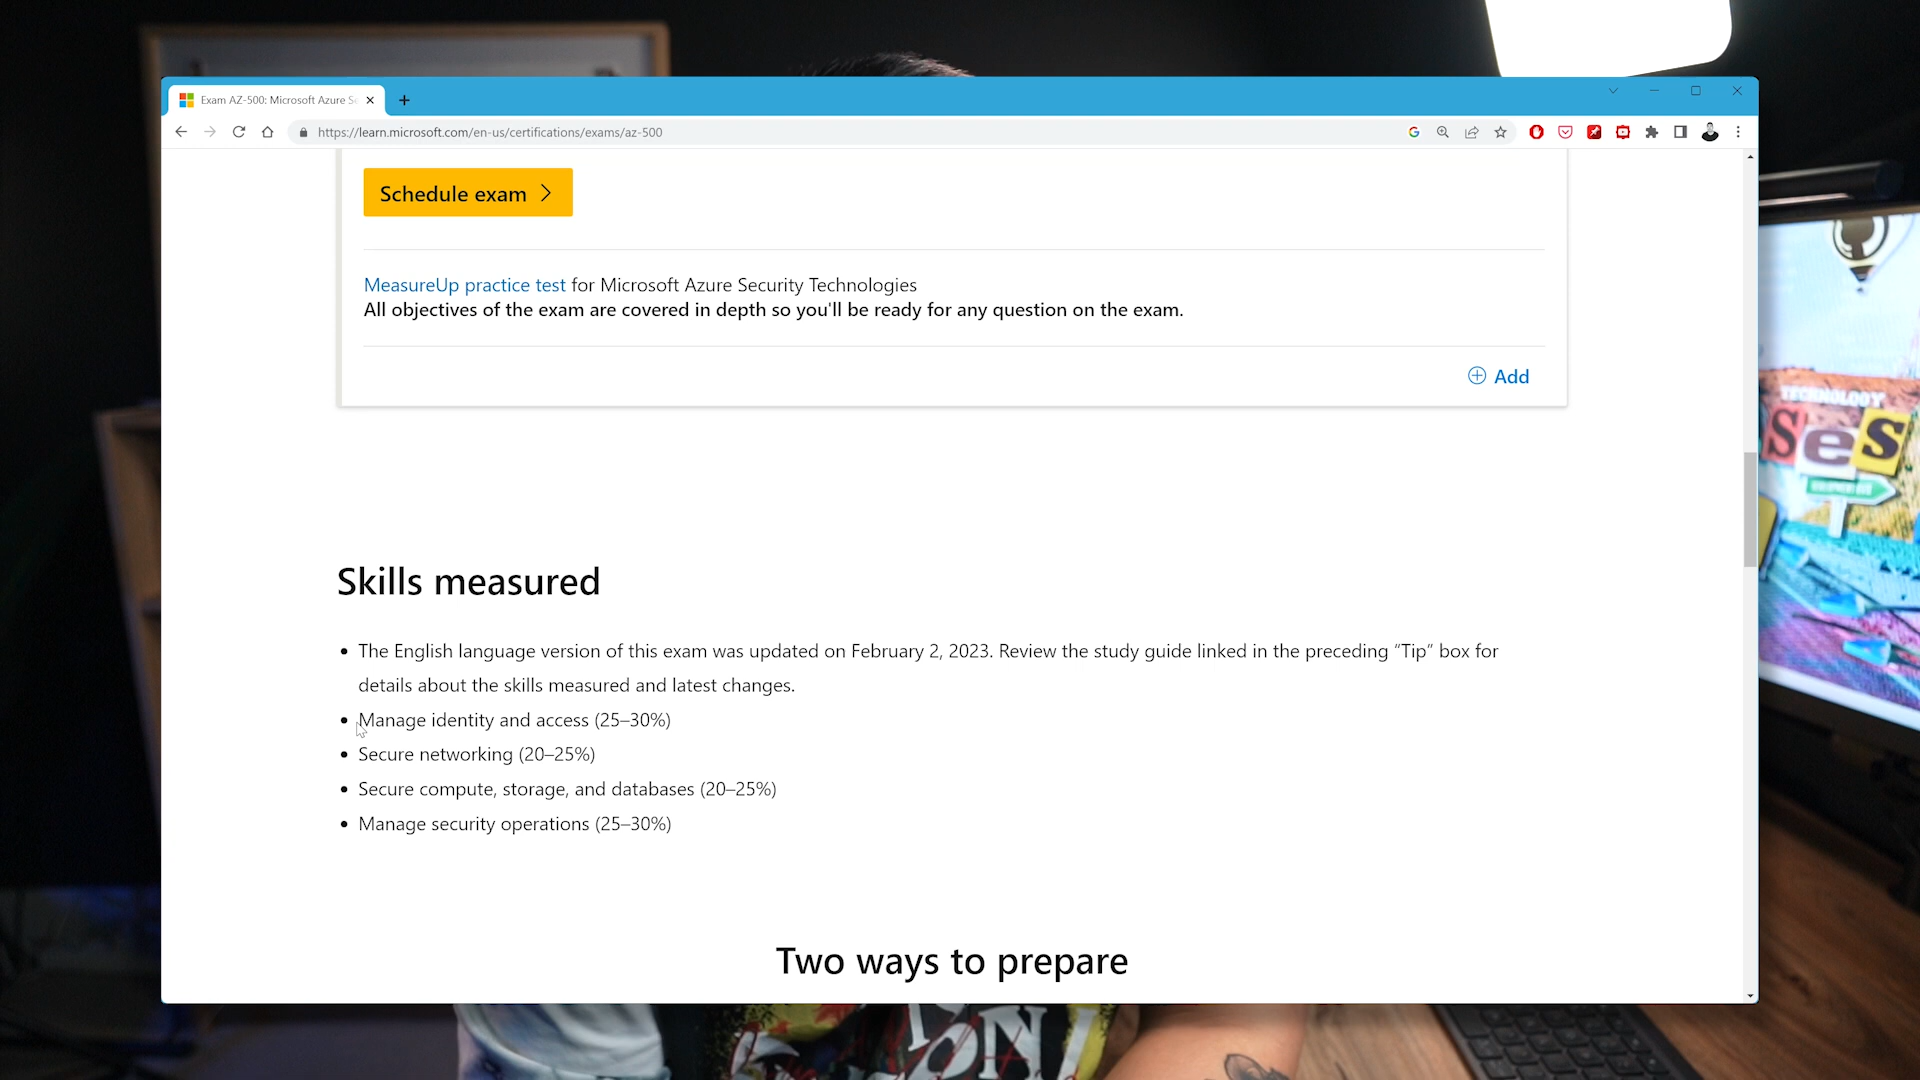 Exam AZ-500: Microsoft Azure Se
https://learn.microsoft.com/en-us/certifications/exams/az-500
Schedule exam
MeasureUp practice test for Microsoft Azure Security Technologies
All objectives of the exam are covered in depth so you'll be ready for any question on the exam.
Add
Skills measured
• The English language version of this exam was updated on February 2, 2023. Review the study guide linked in the preceding “Tip” box for
details about the skills measured and latest changes.
• Manage identity and access (25–30%)
• Secure networking (20–25%)
• Secure compute, storage, and databases (20–25%)
• Manage security operations (25–30%)
Two ways to prepare
TECHNOLOGY
ses